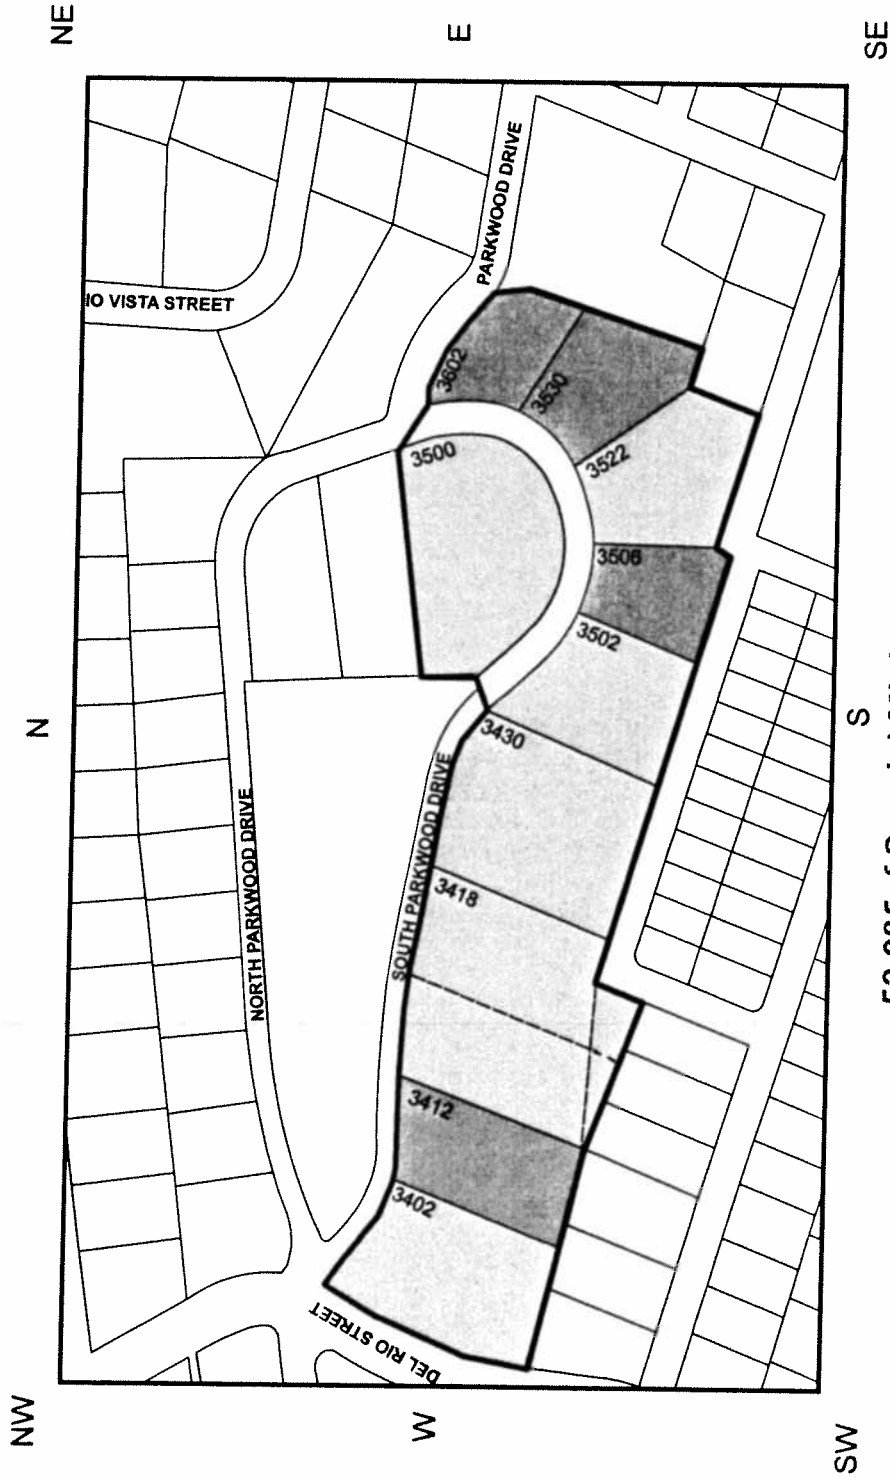 NW
N
NE
IO VISTA STREET
NORTH PARKWOOD DRIVE
PARKWOOD DRIVE
SOUTH PARKWOOD DRIVE
DEL RIO STREET
W
E
3402
3412
3418
3430
3500
3502
3506
3522
3530
3602
SW
S
SE